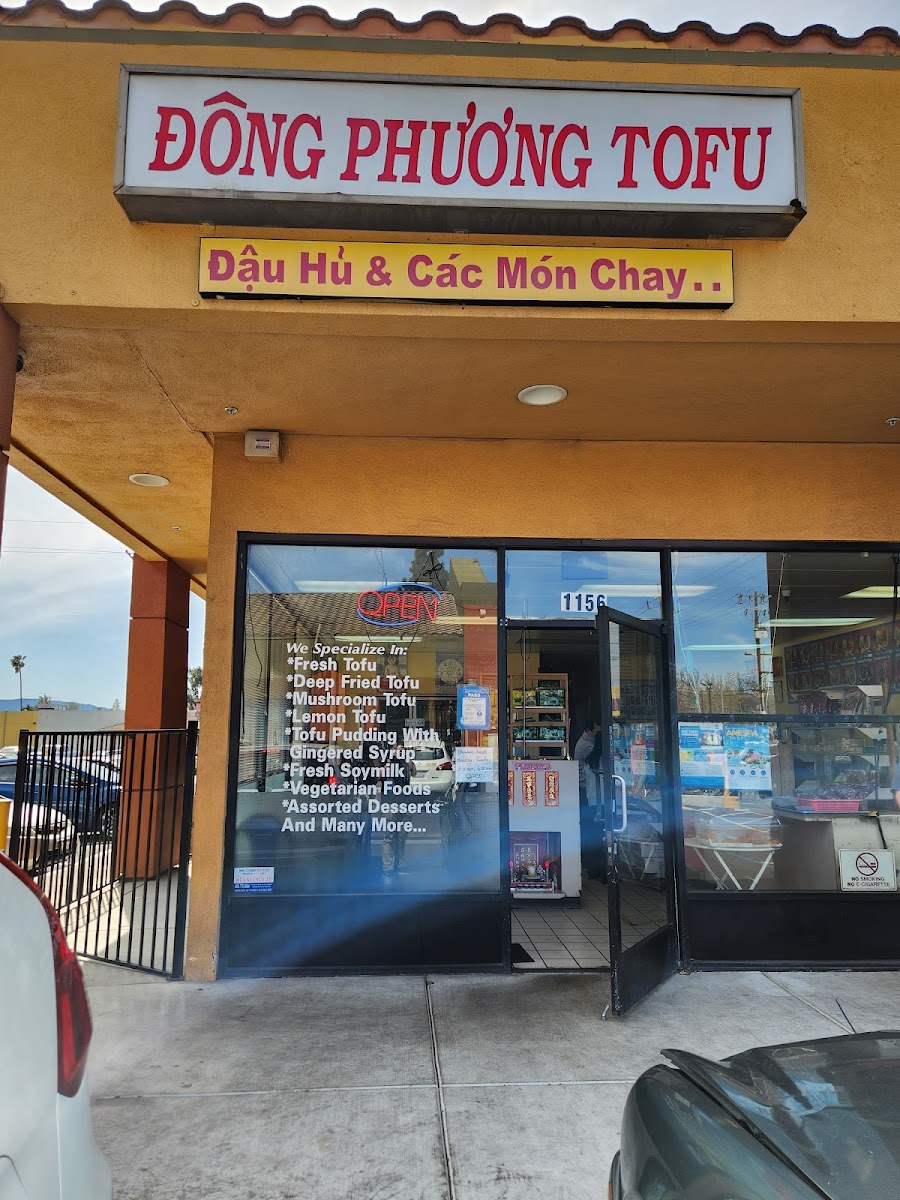 ĐÔNG PHƯƠNG TOFU
Đậu Hủ & Các Món Chay..
OPEN
1156
We Specialize In:
*Fresh Tofu
*Deep Fried Tofu
*Mushroom Tofu
*Lemon Tofu
*Tofu Pudding With
Gingered Syrup
*Fresh Soymilk
*Vegetarian Foods
*Assorted Desserts
And Many More...
PASS
NO SMOKING
NO E-CIGARETTE